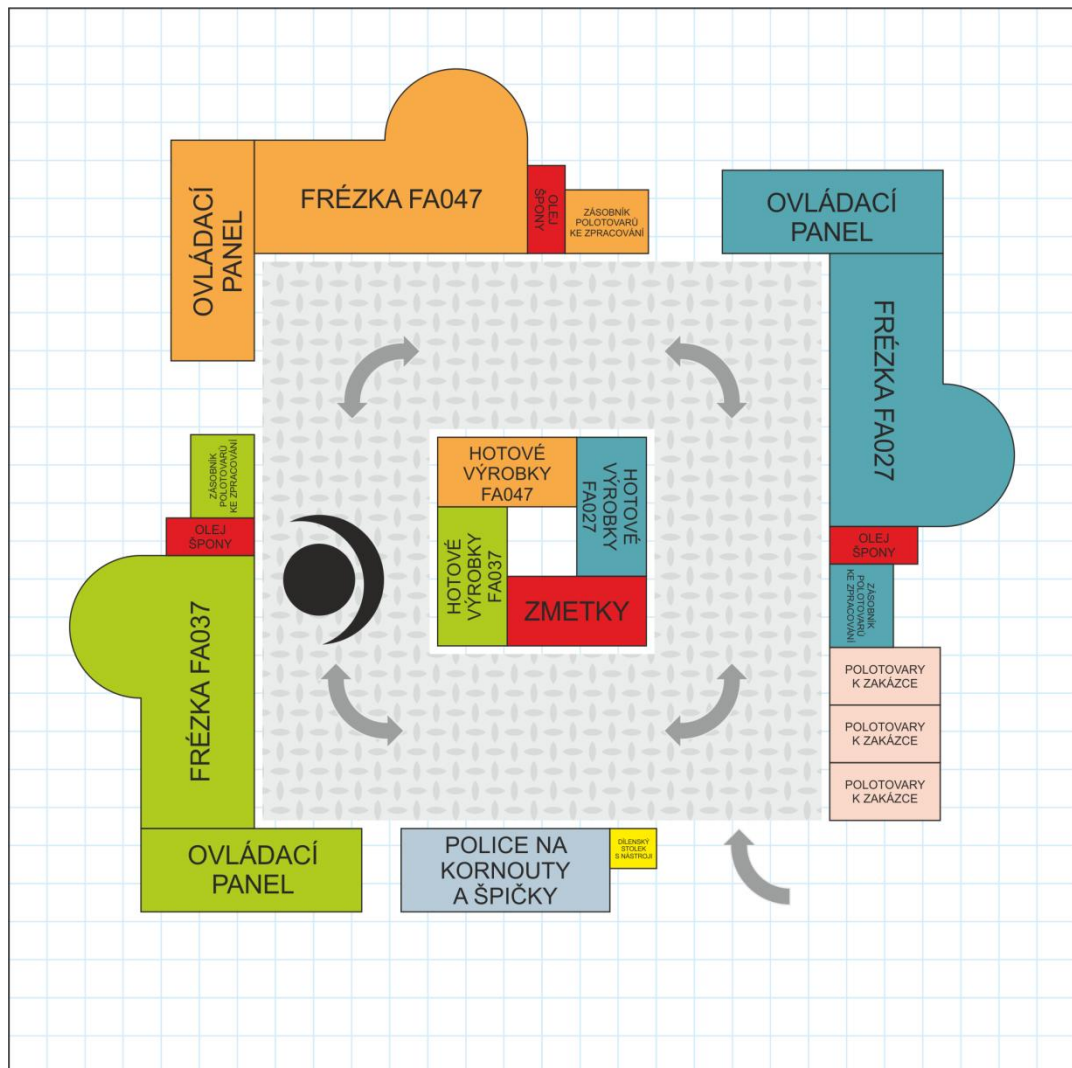 FRÉZKA FA047
OVLÁDACÍ
PANEL
OLEJ
ŠPONY
ZÁSOBNÍK
POLOTOVARŮ
KE ZPRACOVÁNÍ
OVLÁDACÍ
PANEL
FRÉZKA FA027
OLEJ
ŠPONY
ZÁSOBNÍK
POLOTOVARŮ
KE ZPRACOVÁNÍ
POLOTOVARY
K ZAKÁZCE
POLOTOVARY
K ZAKÁZCE
POLOTOVARY
K ZAKÁZCE
HOTOVÉ
VÝROBKY
FA047
HOTOVÉ
VÝROBKY
FA027
HOTOVÉ
VÝROBKY
FA037
ZMETKY
ZÁSOBNÍK
POLOTOVARŮ
KE ZPRACOVÁNÍ
OLEJ
ŠPONY
FRÉZKA FA037
OVLÁDACÍ
PANEL
POLICE NA
KORNOUTY
A ŠPIČKY
DÍLENSKÝ
STOLEK
S NÁSTROJI